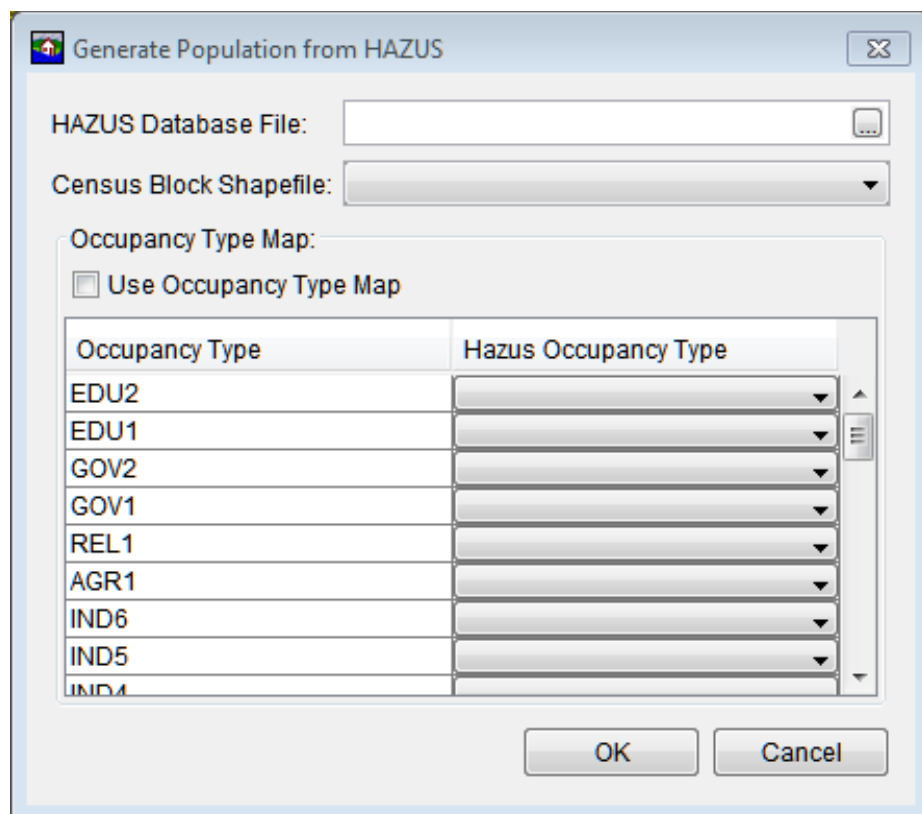 Generate Population from HAZUS
HAZUS Database File:
...
Census Block Shapefile:
Occupancy Type Map:
Use Occupancy Type Map
Occupancy Type Hazus Occupancy Type
EDU2
EDU1
GOV2
GOV1
REL1
AGR1
IND6
IND5
IND4
OK Cancel